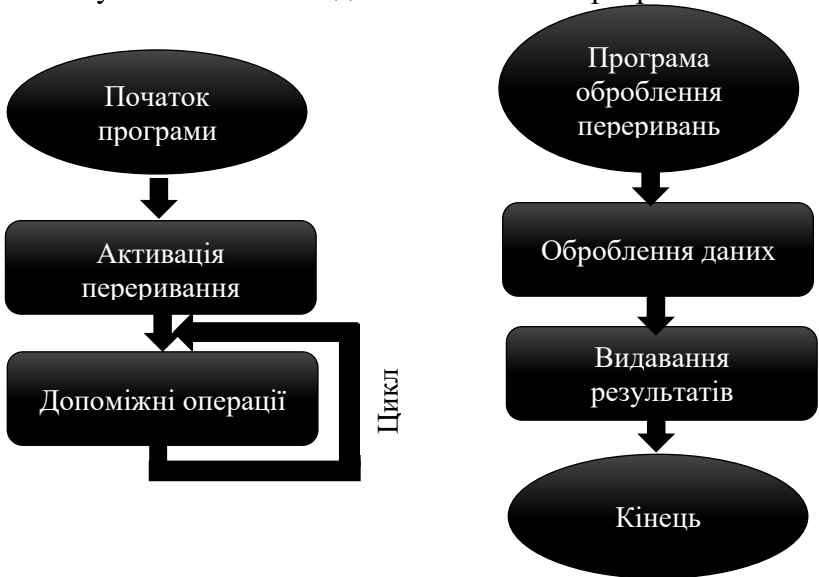 Початок
програми
Активація
переривання
Допоміжні операції
Цикл
Програма
оброблення
переривань
Оброблення даних
Видавання
результатів
Кінець